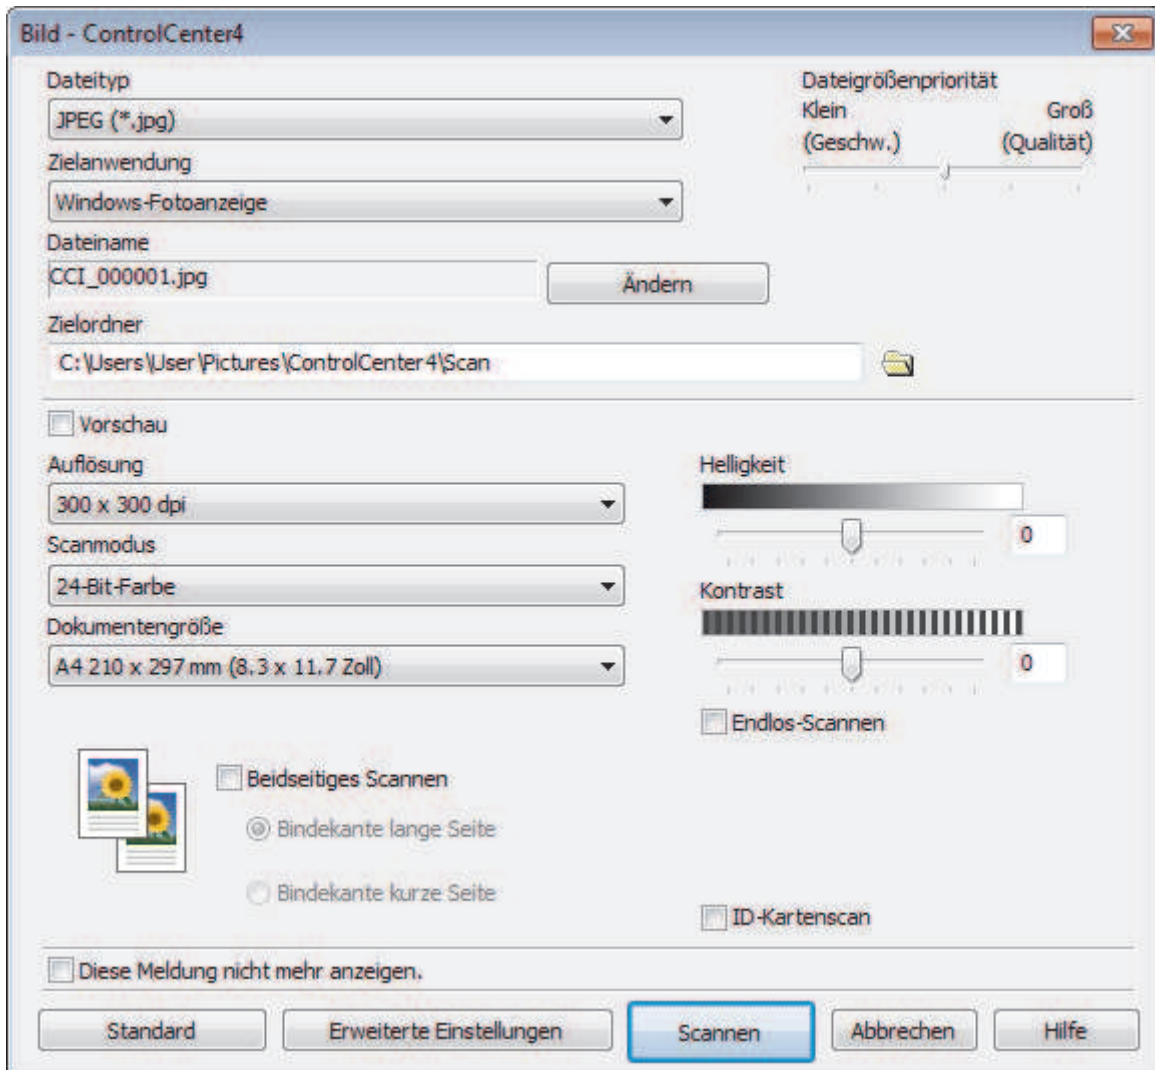 Bild - ControlCenter4
Dateityp
JPEG (*.jpg)
Zielanwendung
Windows-Fotoanzeige
Dateiname
CCI_000001.jpg
Ändern
Zielordner
C:\Users\User\Pictures\ControlCenter4\Scan
Dateigrößenpriorität
Klein Groß
(Geschw.) (Qualität)
Vorschau
Auflösung
300 x 300 dpi
Scanmodus
24-Bit-Farbe
Dokumentengröße
A4 210 x 297 mm (8.3 x 11.7 Zoll)
Helligkeit
0
Kontrast
0
Endlos-Scannen
Beidseitiges Scannen
Bindekante lange Seite
Bindekante kurze Seite
ID-Kartenscan
Diese Meldung nicht mehr anzeigen.
Standard Erweiterte Einstellungen Scannen Abbrechen Hilfe